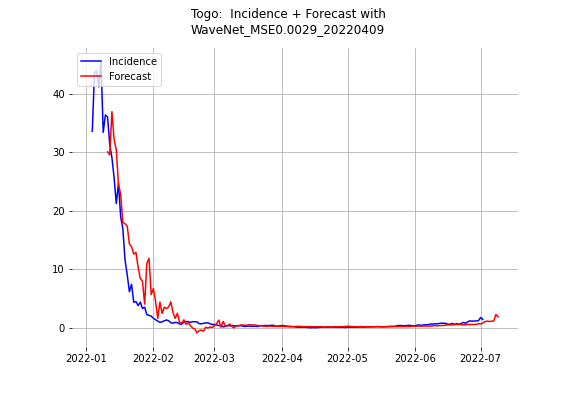 Togo:  Incidence + Forecast with
WaveNet_MSE0.0029_20220409
Incidence
Forecast
40
30
20
10
0
2022-01 2022-02 2022-03 2022-04 2022-05 2022-06 2022-07